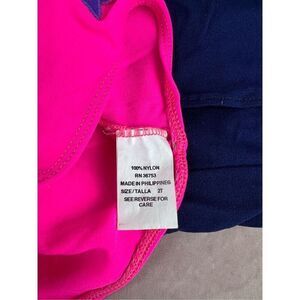 100% NYLON
RN 36753
MADE IN PHILIPPINES
SIZE/TALLA 2T
SEE REVERSE FOR
CARE